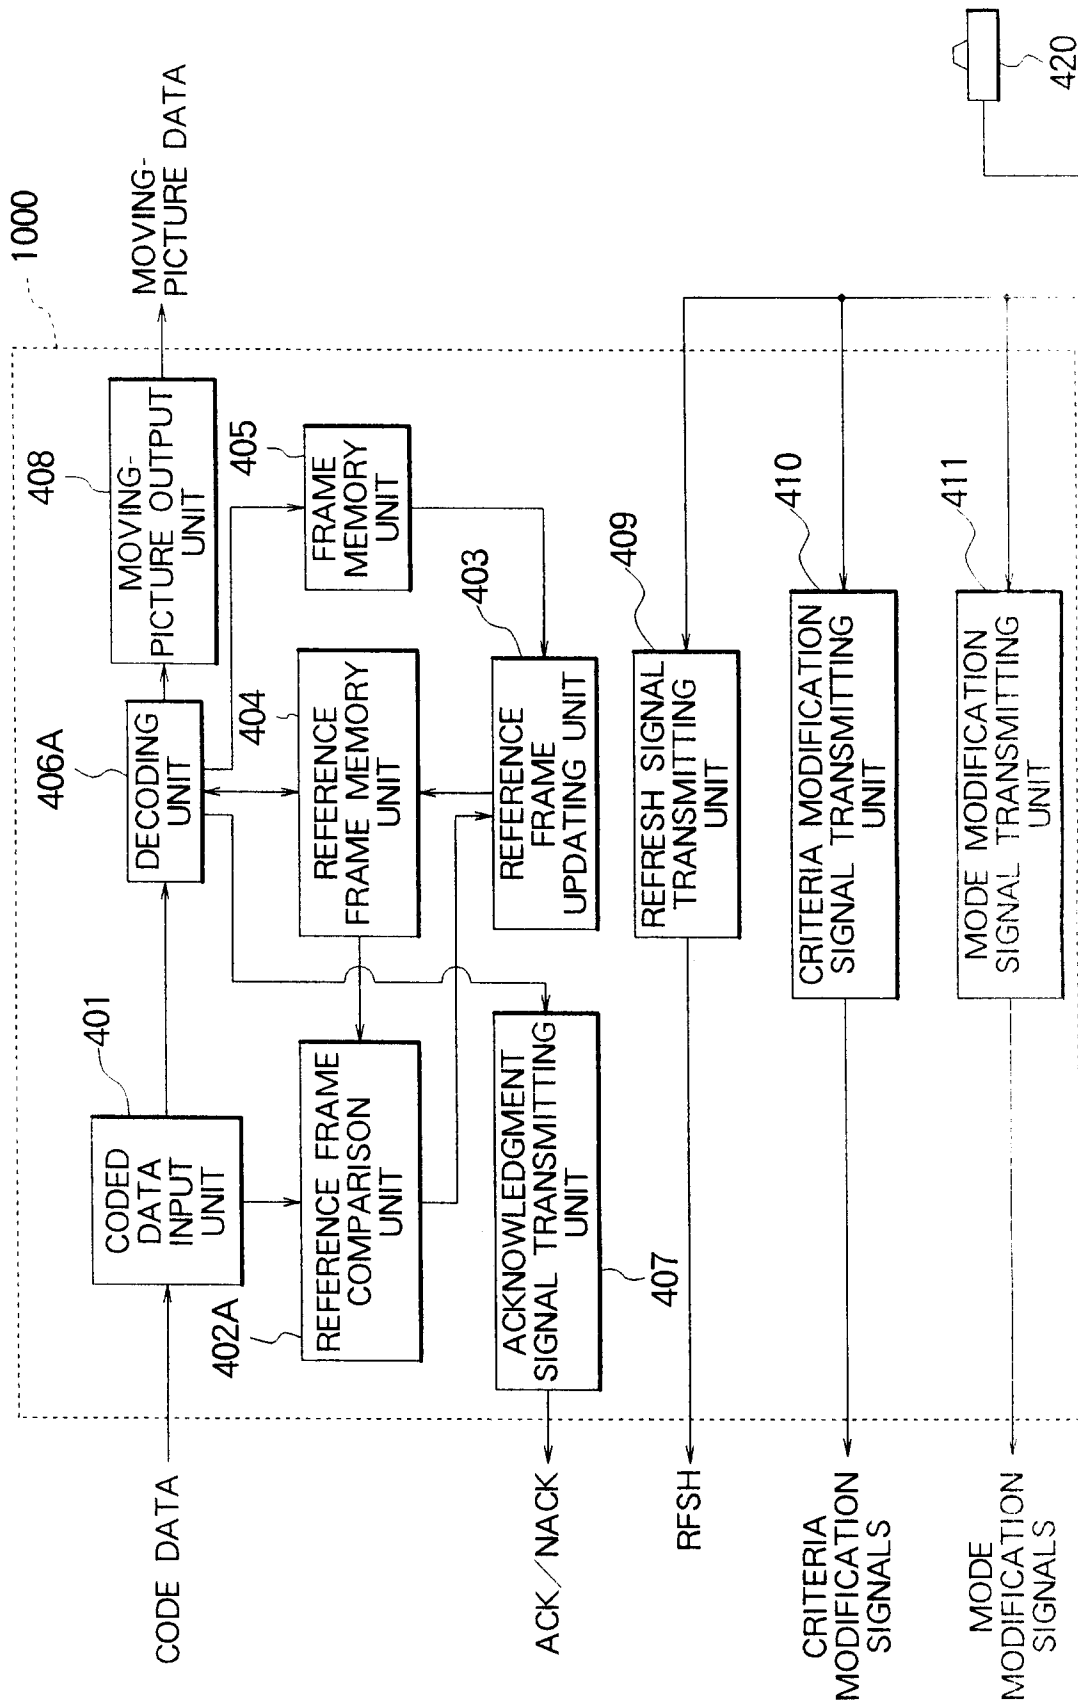 1000
CODE DATA
401
CODED
DATA
INPUT
UNIT
406A
DECODING
UNIT
408
MOVING-
PICTURE OUTPUT
UNIT
MOVING-
PICTURE DATA
402A
REFERENCE FRAME
COMPARISON
UNIT
404
REFERENCE
FRAME MEMORY
UNIT
405
FRAME
MEMORY
UNIT
ACK/NACK
ACKNOWLEDGMENT
SIGNAL TRANSMITTING
UNIT
407
403
REFERENCE
FRAME
UPDATING UNIT
RFSH
409
REFRESH SIGNAL
TRANSMITTING
UNIT
CRITERIA
MODIFICATION
SIGNALS
410
CRITERIA MODIFICATION
SIGNAL TRANSMITTING
UNIT
MODE
MODIFICATION
SIGNALS
411
MODE MODIFICATION
SIGNAL TRANSMITTING
UNIT
420